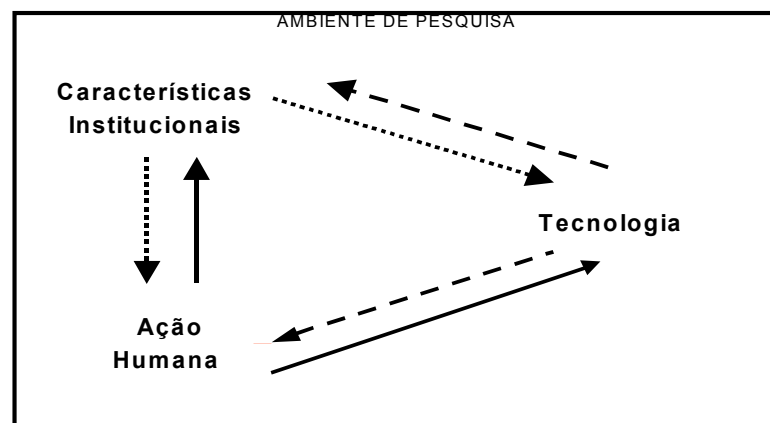 AMBIENTE DE PESQUISA
Características
Institucionais
Tecnologia
Ação
Humana